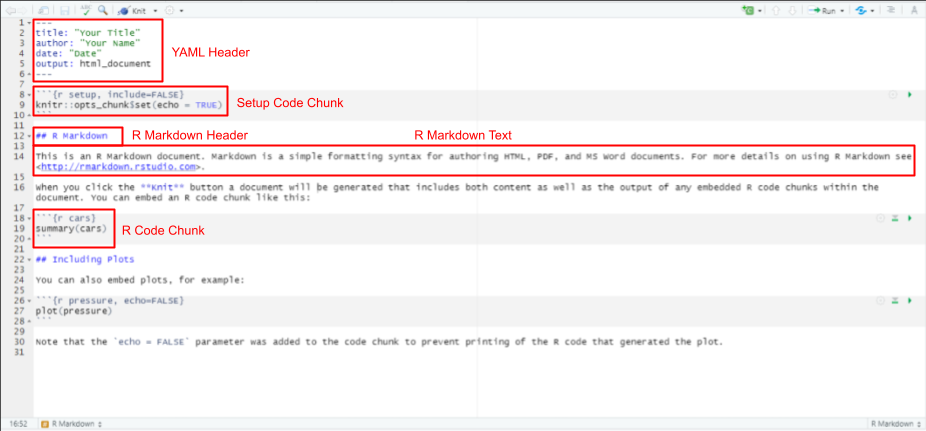 ABC Knit Run
1 ---
2 title: "Your Title"
3 author: "Your Name"
4 date: "Date"
5 output: html_document
6 ---
YAML Header
7
8 ```{r setup, include=FALSE}
9 knitr::opts_chunk$set(echo = TRUE)
10 ```
Setup Code Chunk
11
12 ## R Markdown
R Markdown Header
R Markdown Text
13
14 This is an R Markdown document. Markdown is a simple formatting syntax for authoring HTML, PDF, and MS Word documents. For more details on using R Markdown see
<http://rmarkdown.rstudio.com>.
15
16 When you click the **Knit** button a document will be generated that includes both content as well as the output of any embedded R code chunks within the
document. You can embed an R code chunk like this:
17
18 ```{r cars}
19 summary(cars)
20 ```
R Code Chunk
21
22 ## Including Plots
23
24 You can also embed plots, for example:
25
26 ```{r pressure, echo=FALSE}
27 plot(pressure)
28 ```
29
30 Note that the `echo = FALSE` parameter was added to the code chunk to prevent printing of the R code that generated the plot.
31
16:52 R Markdown R Markdown